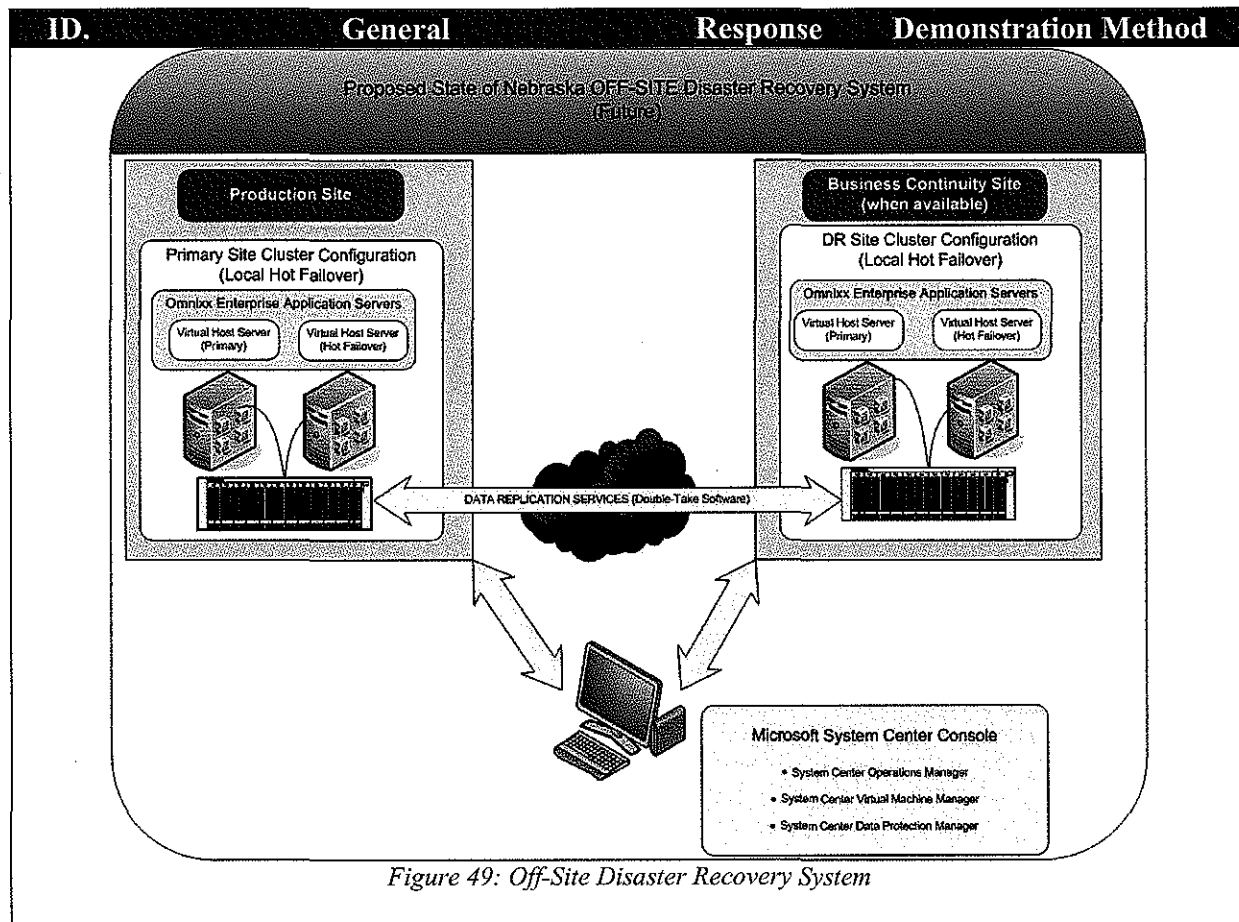 ID. General Response Demonstration Method
Proposed State of Nebraska OFF-SITE Disaster Recovery System
(Future)
Production Site
Primary Site Cluster Configuration
(Local Hot Failover)
Omnixx Enterprise Application Servers
Virtual Host Server
(Primary)
Virtual Host Server
(Hot Failover)
Business Continuity Site
(when available)
DR Site Cluster Configuration
(Local Hot Failover)
Omnixx Enterprise Application Servers
Virtual Host Server
(Primary)
Virtual Host Server
(Hot Failover)
DATA REPLICATION SERVICES (Double-Take Software)
Microsoft System Center Console
• System Center Operations Manager
• System Center Virtual Machine Manager
• System Center Data Protection Manager
Figure 49: Off-Site Disaster Recovery System